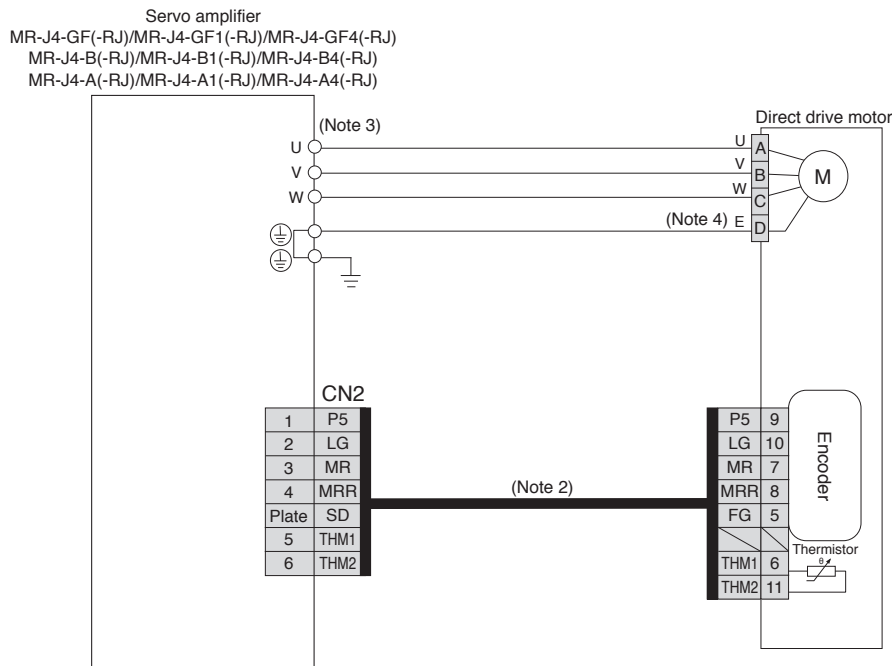 Servo amplifier
MR-J4-GF(-RJ)/MR-J4-GF1(-RJ)/MR-J4-GF4(-RJ)
MR-J4-B(-RJ)/MR-J4-B1(-RJ)/MR-J4-B4(-RJ)
MR-J4-A(-RJ)/MR-J4-A1(-RJ)/MR-J4-A4(-RJ)
Direct drive motor
(Note 3)
U U A
V V B
W W C
(Note 4) E D
M
CN2
1 P5
2 LG
3 MR
4 MRR
Plate SD
5 THM1
6 THM2
(Note 2)
P5 9
LG 10
MR 7
MRR 8
FG 5
THM1 6
THM2 11
Encoder
Thermistor
θ